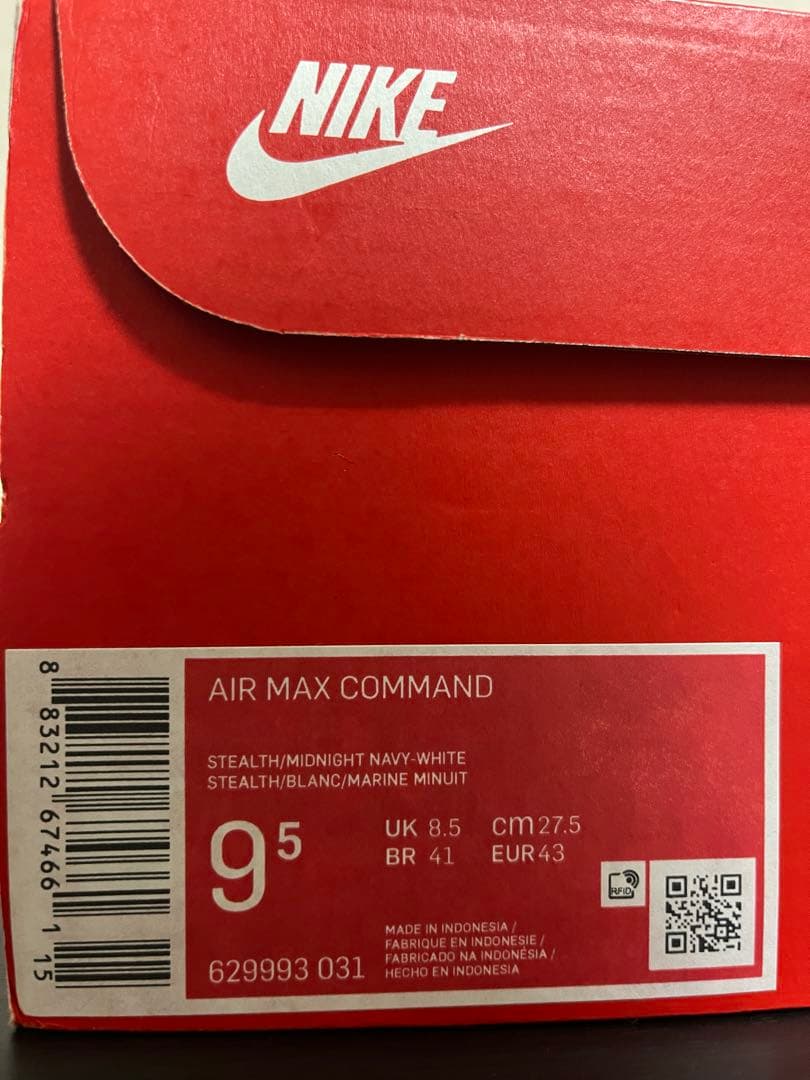 NIKE
AIR MAX COMMAND
STEALTH/MIDNIGHT NAVY-WHITE
STEALTH/BLANC/MARINE MINUIT
95
UK 8.5 cm 27.5
BR 41 EUR 43
RFID
MADE IN INDONESIA /
FABRIQUE EN INDONESIE /
FABRICADO NA INDONÉSIA /
HECHO EN INDONESIA
629993 031
8 83212 67466 1 15